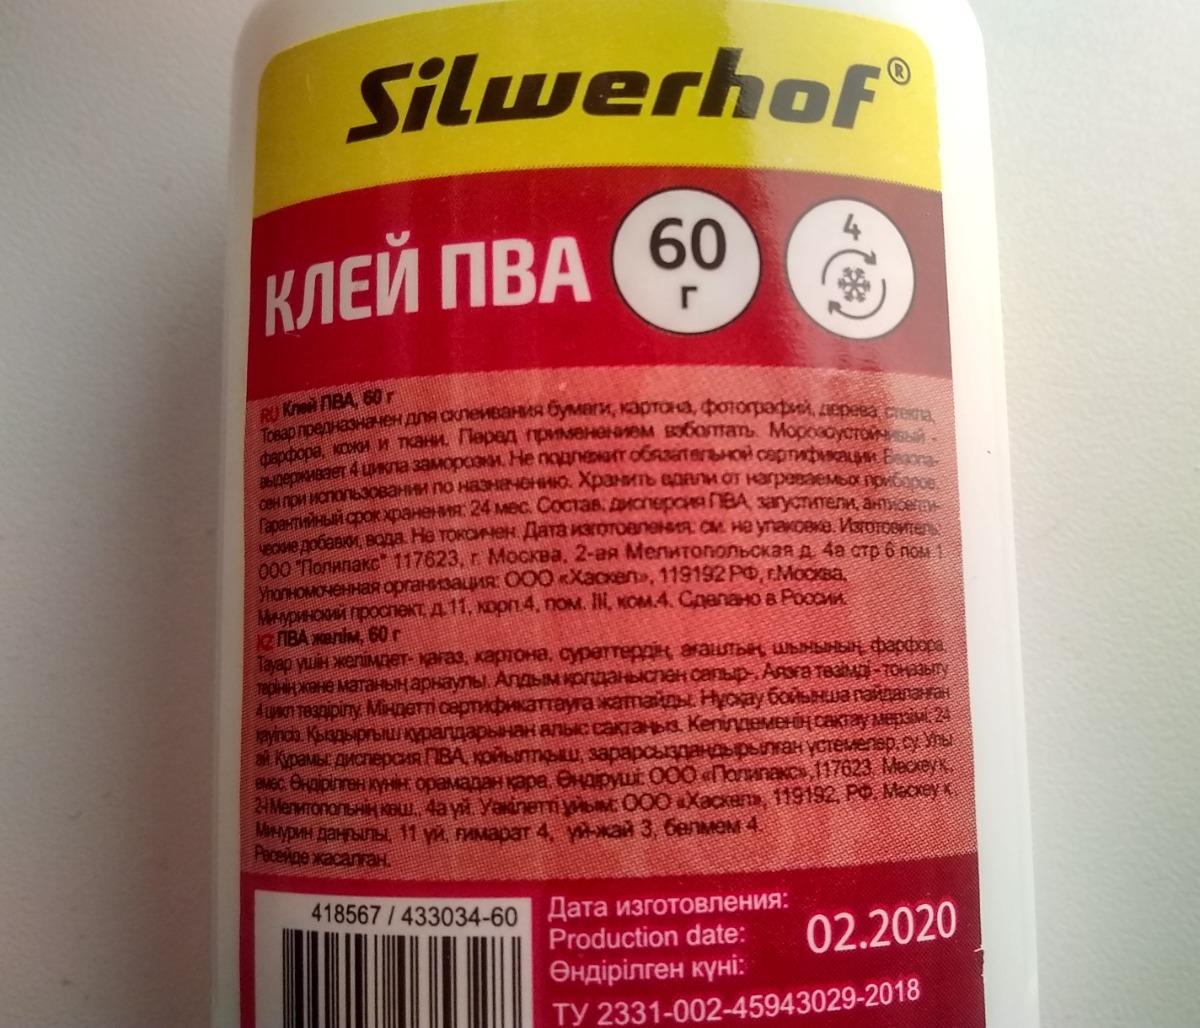 Silwerhof®
КЛЕЙ ПВА
60
г
4
RU Клей ПВА, 60 г
Товар предназначен для склеивания бумаги, картона, фотографий, дерева, стекла,
фарфора, кожи и ткани. Перед применением взболтать. Морозоустойчивый -
выдерживает 4 цикла заморозки. Не подлежит обязательной сертификации. Безопа-
сен при использовании по назначению. Хранить вдали от нагреваемых приборов.
Гарантийный срок хранения: 24 мес. Состав: дисперсия ПВА, загустители, антисепти-
ческие добавки, вода. Не токсичен. Дата изготовления: см. на упаковке. Изготовитель:
ООО "Полипакс" 117623, г. Москва, 2-ая Мелитопольская д. 4а стр 6 пом 1
Уполномоченная организация: ООО «Хаскел», 119192 РФ, г.Москва,
Мичуринский проспект, д.11, корп.4, пом. III, ком.4. Сделано в России.
KZ ПВА желім, 60 г
Тауар үшін желімдет- қағаз, картона, суреттердің, ағаштың, шынының, фарфора,
терінің және матаның арнаулы. Алдым қолданыспен сапыр-. Аязға төзімді - тоңазыту
4 цикл төздірілу. Міндетті сертификаттауға жатпайды. Нұсқау бойынша пайдаланған
қауіпсіз. Қыздырғыш құралдарынан алыс сақтаңыз. Кепілдеменің сақтау мерзімі: 24
ай. Құрамы: дисперсия ПВА, қойылтқыш, зарарсыздандырылған үстемелер, су. Улы
емес. Өндірілген күнін: орамадан қара. Өндіруші: ООО «Полипакс»,117623, Мәскеу к.,
2-і Мелитопольнің көш., 4а үй. Уәкілетті ұйым: ООО «Хаскел», 119192, РФ, Мәскеу к.
Мичурин даңғылы, 11 үй, ғимарат 4, үй-жай 3, бөлмем 4.
Ресейде жасалған.
418567 / 433034-60
Дата изготовления:
Production date:
Өндірілген күні:
02.2020
ТУ 2331-002-45943029-2018